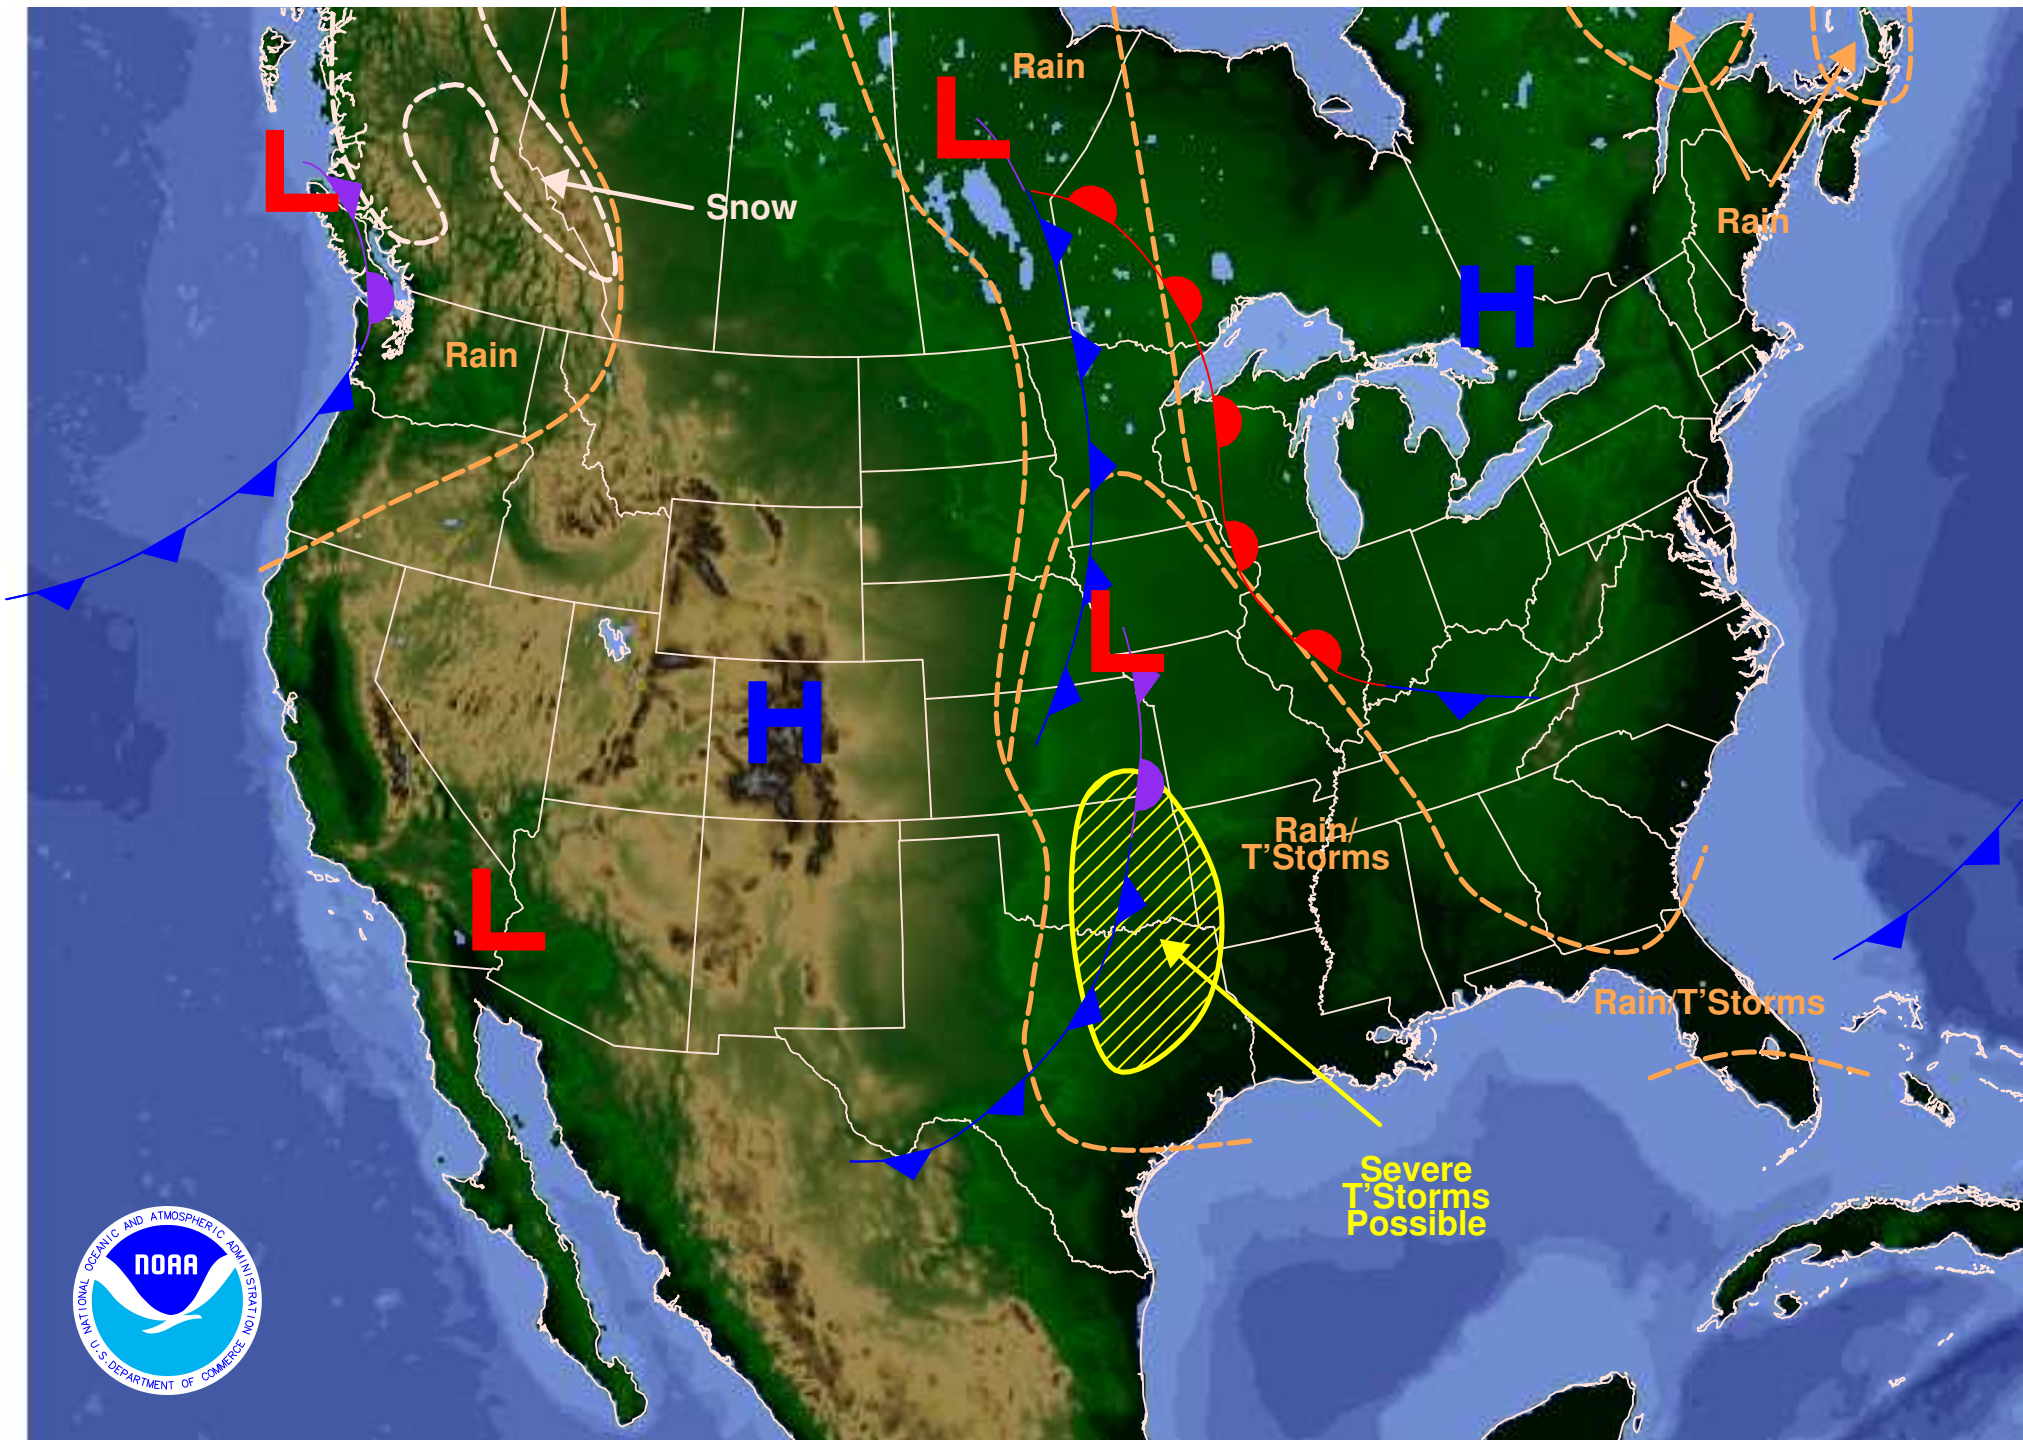 Rain
L
L
Snow
Rain
H
Rain
L
H
Rain/
T'Storms
L
Rain/T'Storms
Severe
T'Storms
Possible
NATIONAL OCEANIC AND ATMOSPHERIC ADMINISTRATION
NOAA
U.S. DEPARTMENT OF COMMERCE